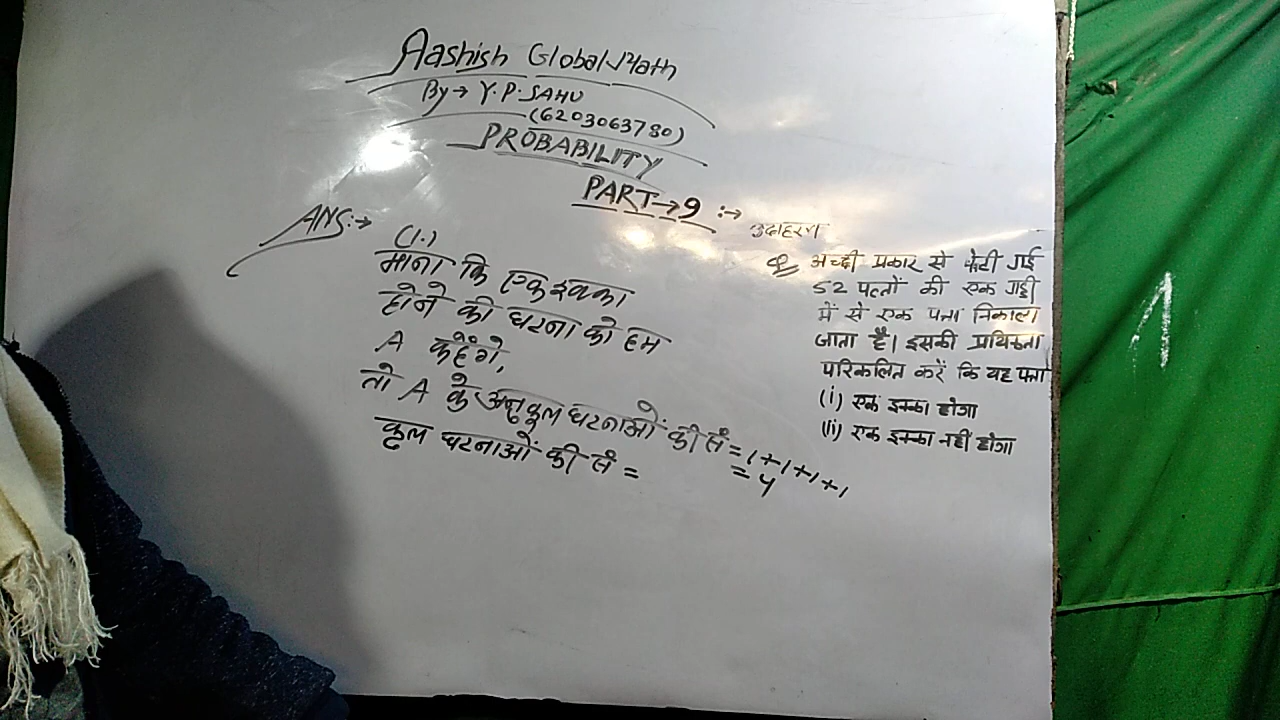 Aashish Global Math
By → Y.P. SAHU
(6203063780)
PROBABILITY
PART → 9 :→
उदाहरण
Q अच्छी प्रकार से फेटी गई
52 पत्तों की एक गड्डी
में से एक पत्ता निकाला
जाता है। इसकी प्रायिकता
परिकलित करें कि यह पत्ता
(i) एक इक्का होगा
(ii) एक इक्का नहीं होगा
ANS :→
(1.)
माना कि एक इक्का
होने की घटना को हम
A कहेंगे,
तो A के अनुकूल घटनाओं की सं = 1+1+1+1
= 4
कुल घटनाओं की सं =
1